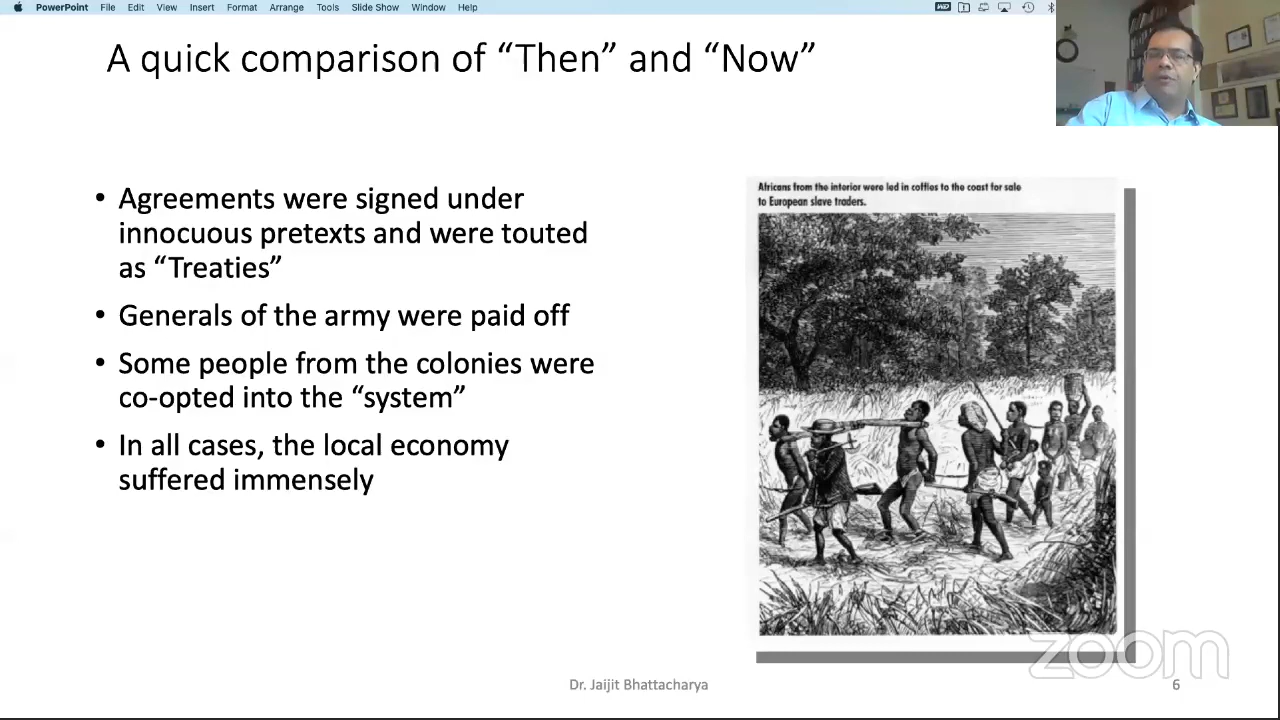 PowerPoint File Edit View Insert Format Arrange Tools Slide Show Window Help
A quick comparison of “Then” and “Now”
• Agreements were signed under
innocuous pretexts and were touted
as “Treaties”
• Generals of the army were paid off
• Some people from the colonies were
co-opted into the “system”
• In all cases, the local economy
suffered immensely
Africans from the interior were led in coffles to the coast for sale
to European slave traders.
zoom
Dr. Jaijit Bhattacharya
6